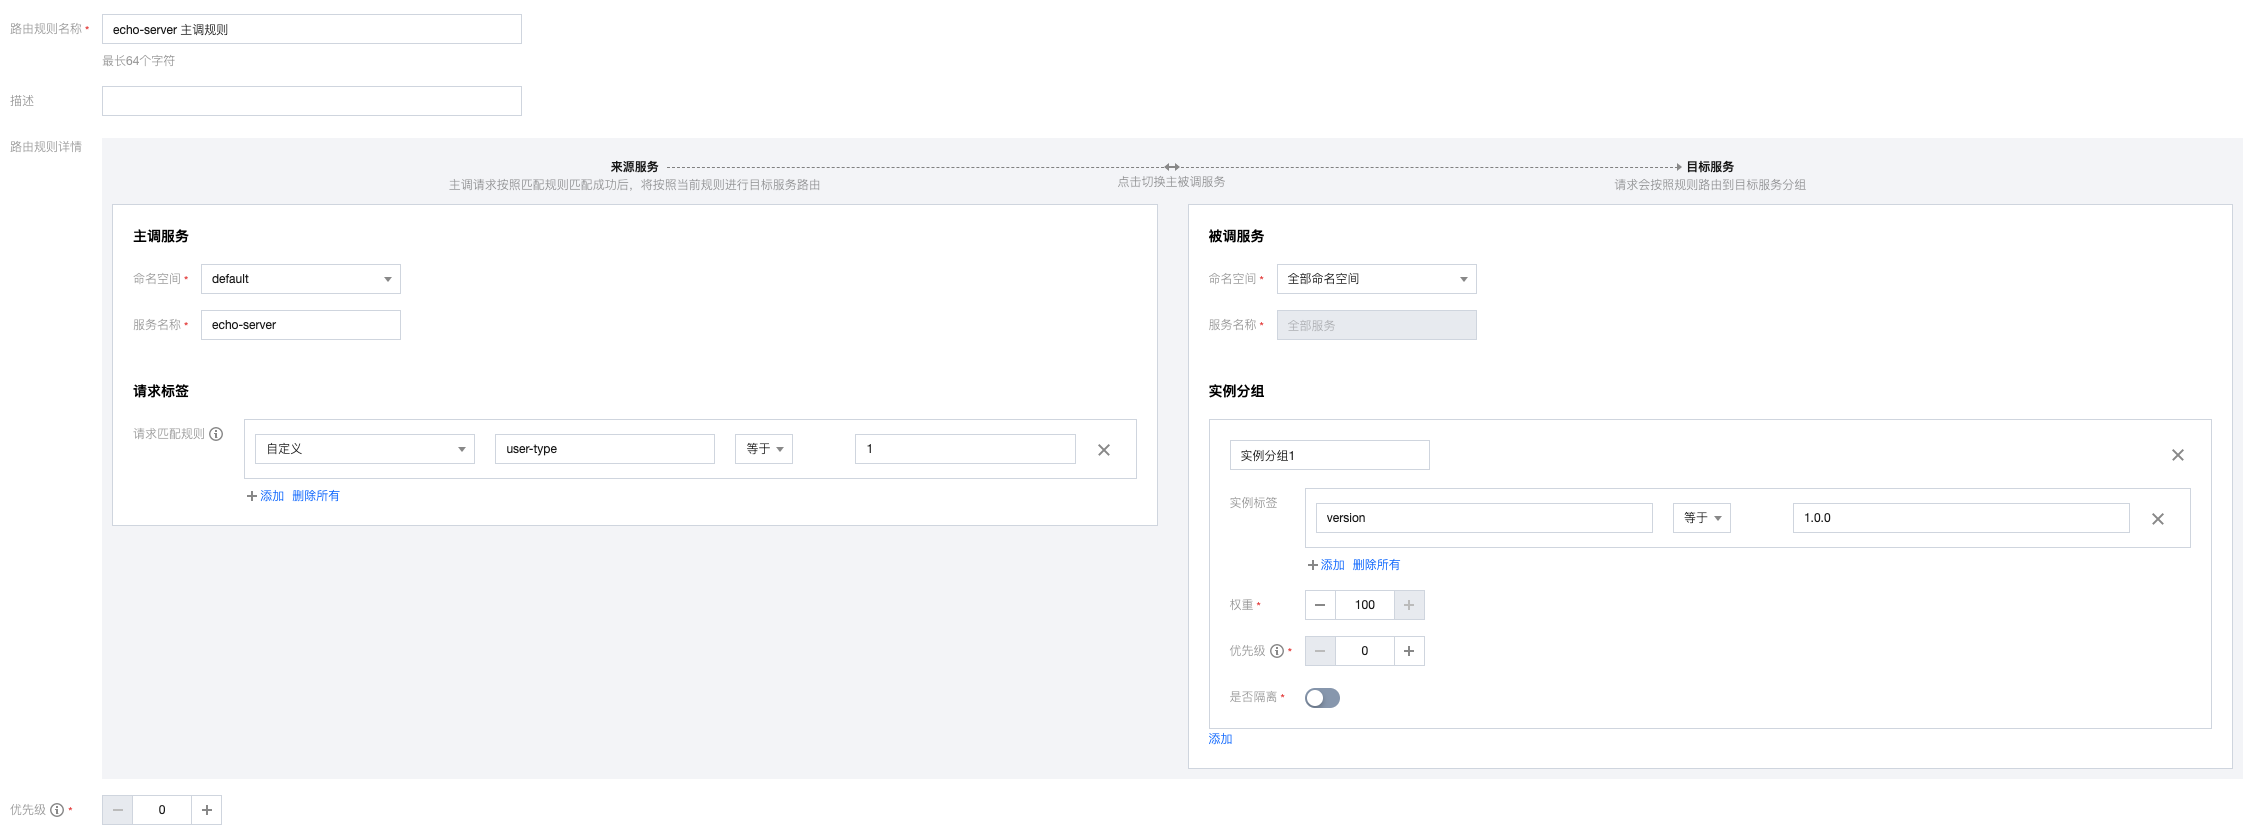 路由规则名称 * echo-server 主调规则
最长64个字符
描述
路由规则详情
来源服务
主调请求按照匹配规则匹配成功后，将按照当前规则进行目标服务路由
点击切换主被调服务
目标服务
请求会按照规则路由到目标服务分组
主调服务
命名空间 * default
服务名称 * echo-server
请求标签
请求匹配规则 自定义 user-type 等于 1
添加 删除所有
被调服务
命名空间 * 全部命名空间
服务名称 * 全部服务
实例分组
实例分组1
实例标签 version 等于 1.0.0
添加 删除所有
权重 * 100
优先级 * 0
是否隔离 *
添加
优先级 * 0